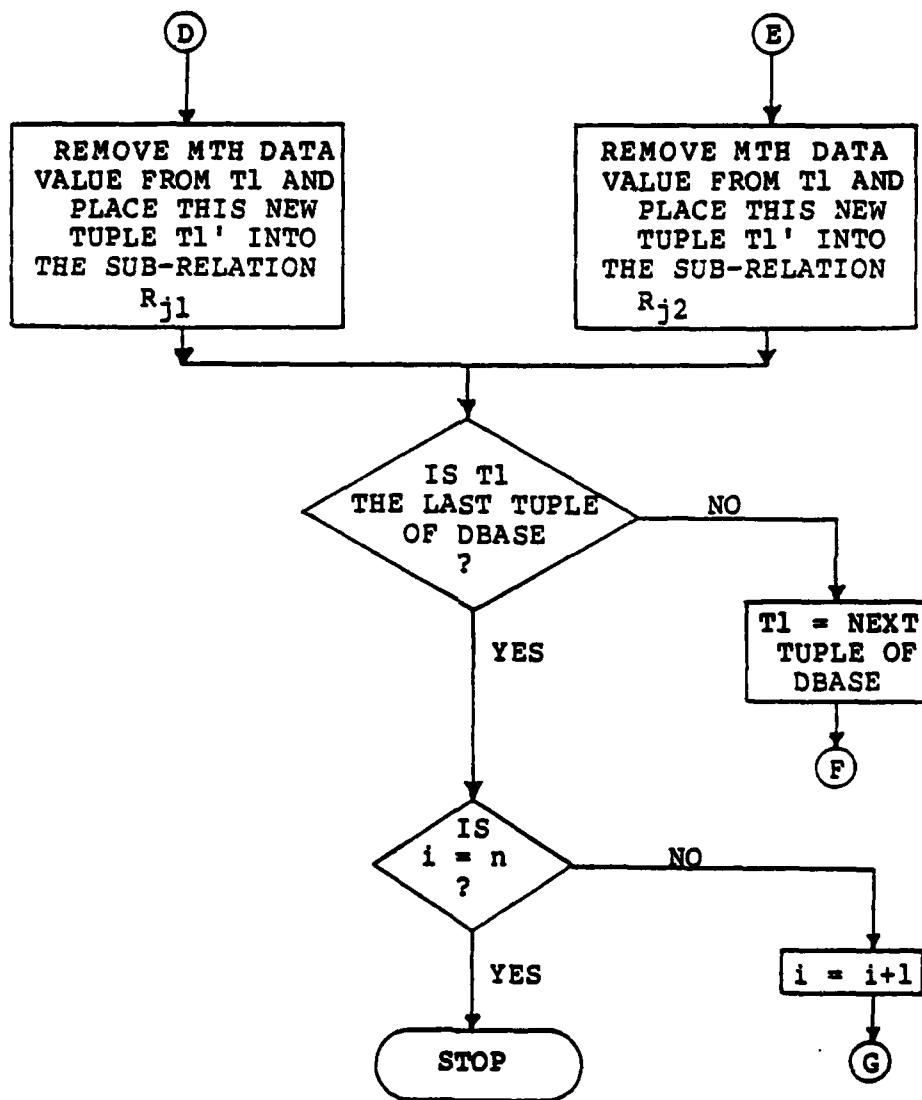 D
E
REMOVE MTH DATA
VALUE FROM T1 AND
PLACE THIS NEW
TUPLE T1' INTO
THE SUB-RELATION
Rj1
REMOVE MTH DATA
VALUE FROM T1 AND
PLACE THIS NEW
TUPLE T1' INTO
THE SUB-RELATION
Rj2
IS T1
THE LAST TUPLE
OF DBASE
?
NO
YES
T1 = NEXT
TUPLE OF
DBASE
F
IS
i = n
?
NO
YES
i = i+1
G
STOP